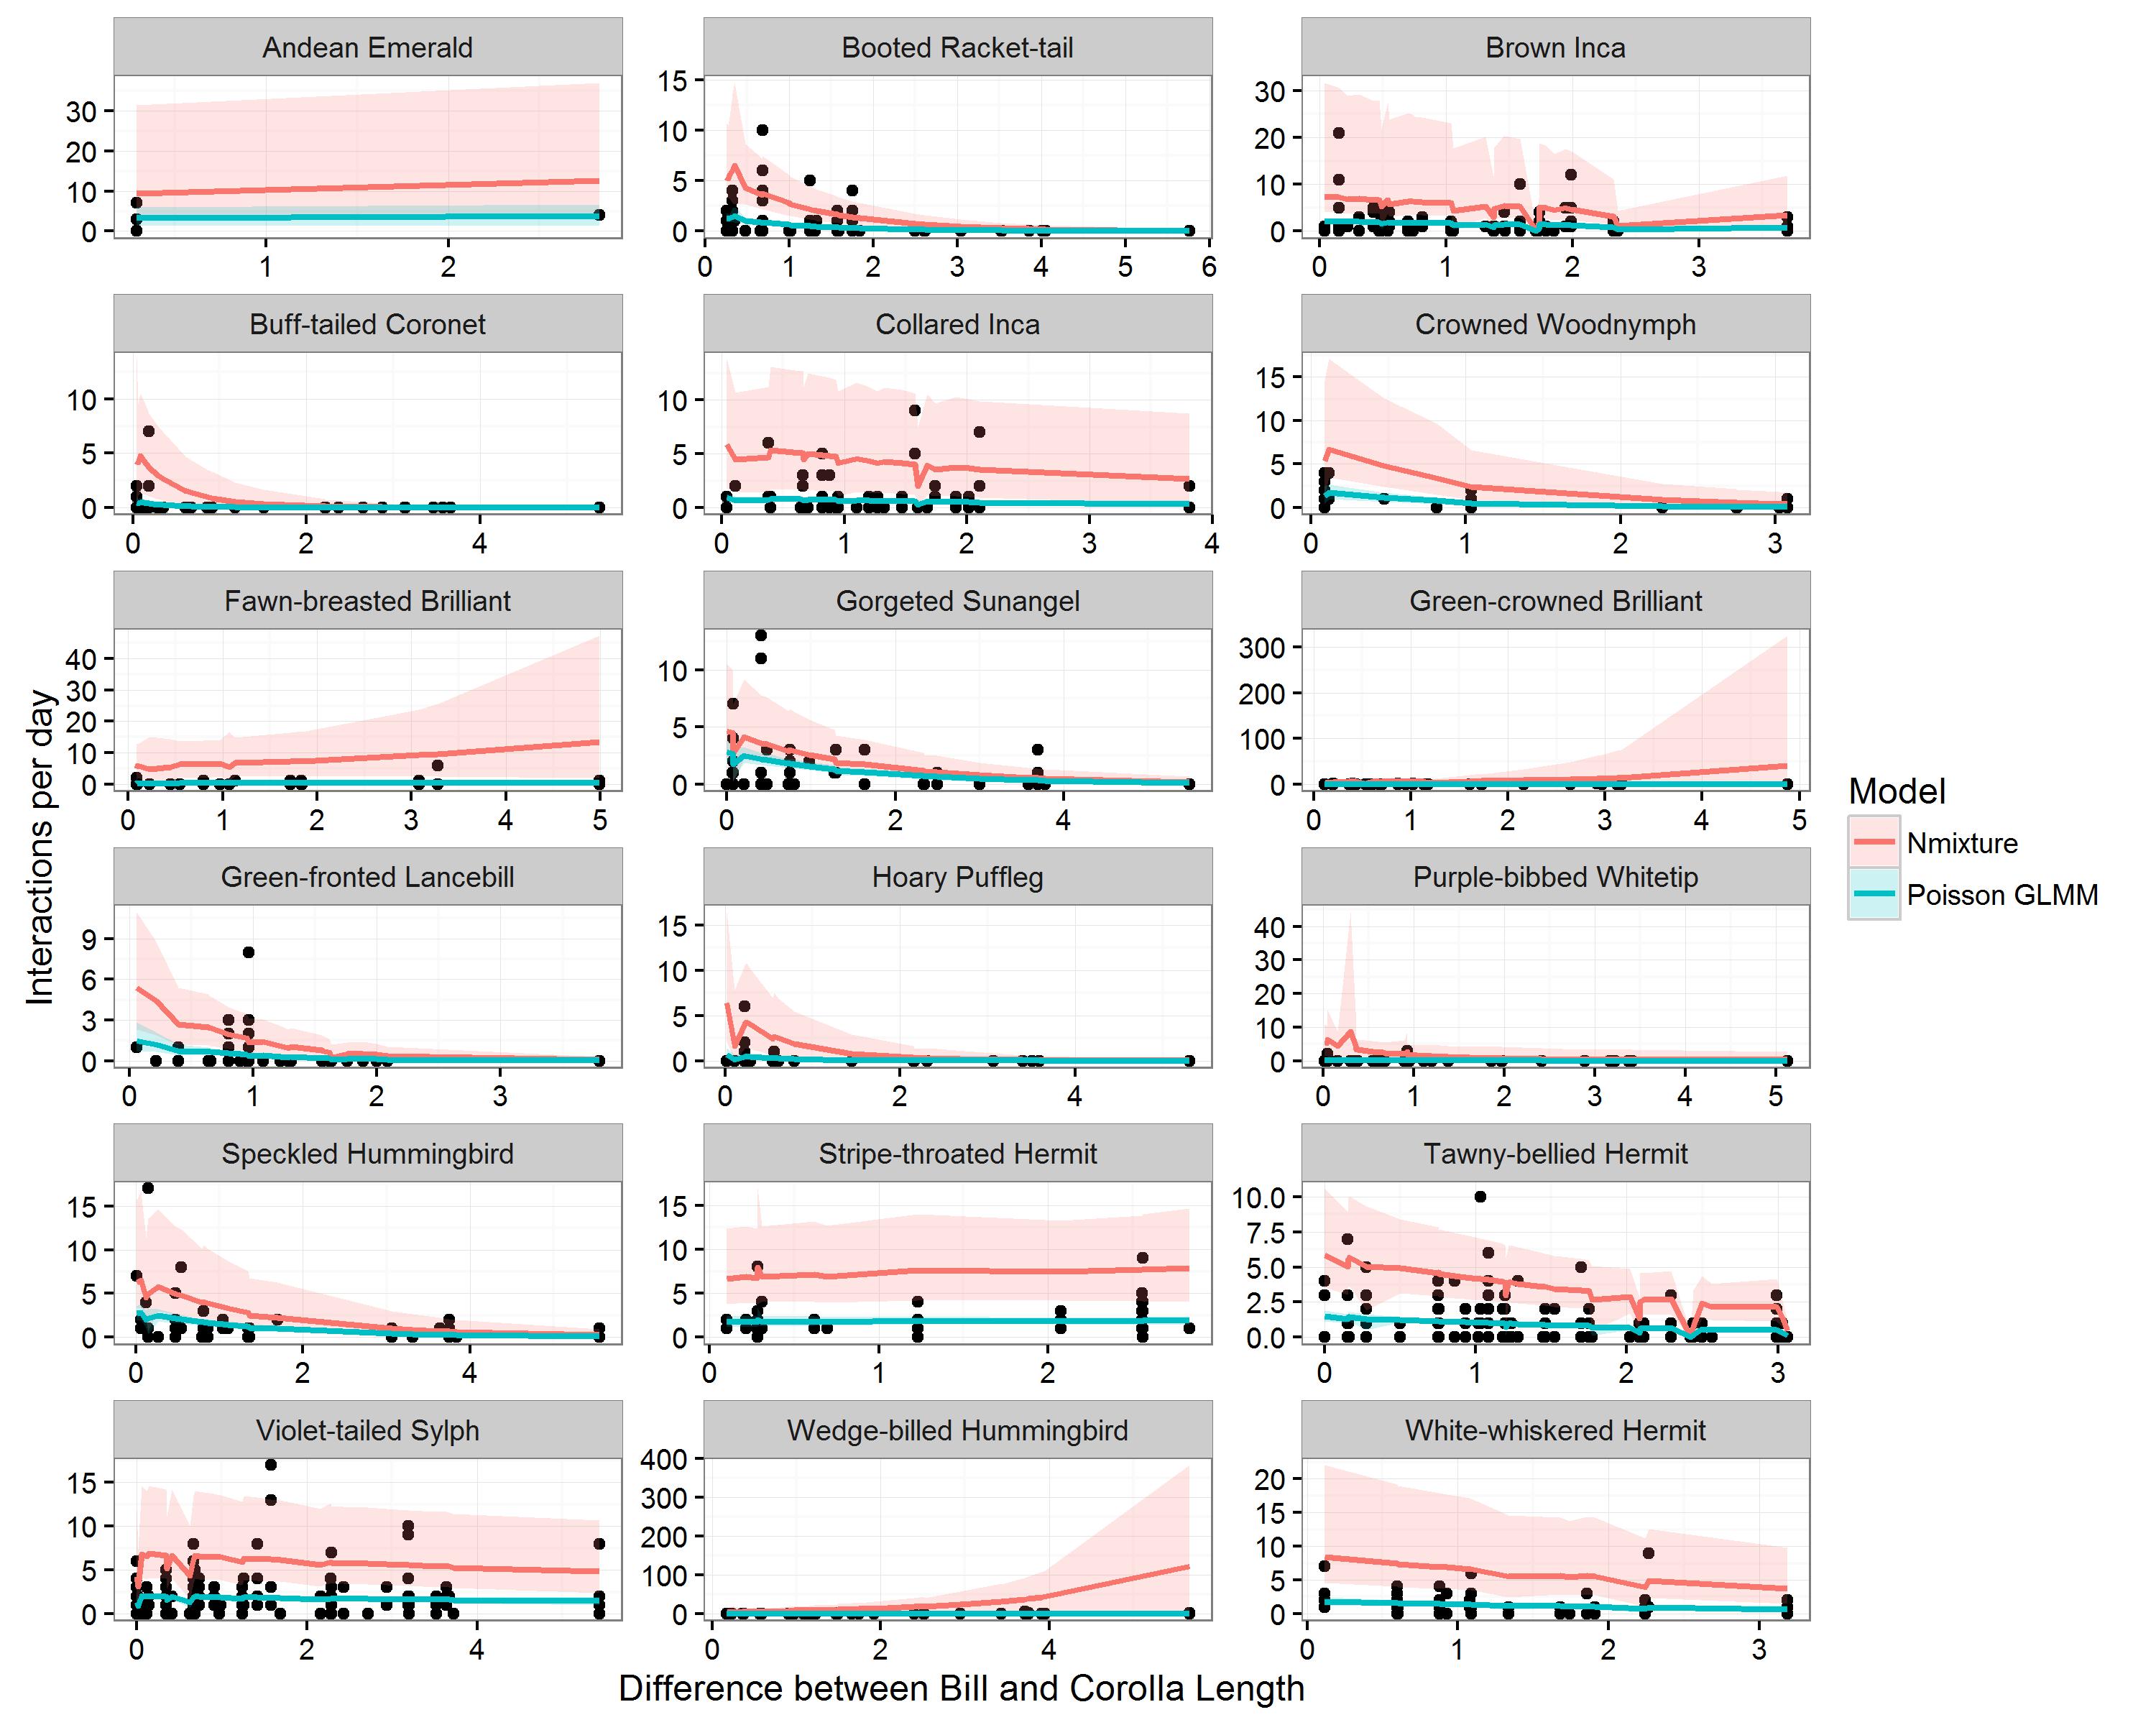 Andean Emerald
Booted Racket-tail
Brown Inca
30
20
10
0
1 2
15
10
5
0
0 1 2 3 4 5 6
30
20
10
0
0 1 2 3
Buff-tailed Coronet
Collared Inca
Crowned Woodnymph
10
5
0
0 2 4
10
5
0
0 1 2 3 4
15
10
5
0
0 1 2 3
Fawn-breasted Brilliant
Gorgeted Sunangel
Green-crowned Brilliant
40
30
20
10
0
0 1 2 3 4 5
10
5
0
0 2 4
300
200
100
0
0 1 2 3 4 5
Interactions per day
Model
Nmixture
Poisson GLMM
Green-fronted Lancebill
Hoary Puffleg
Purple-bibbed Whitetip
9
6
3
0
0 1 2 3
15
10
5
0
0 2 4
40
30
20
10
0
0 1 2 3 4 5
Speckled Hummingbird
Stripe-throated Hermit
Tawny-bellied Hermit
15
10
5
0
0 2 4
15
10
5
0
0 1 2
10.0
7.5
5.0
2.5
0.0
0 1 2 3
Violet-tailed Sylph
Wedge-billed Hummingbird
White-whiskered Hermit
15
10
5
0
0 2 4
400
300
200
100
0
0 2 4
20
15
10
5
0
0 1 2 3
Difference between Bill and Corolla Length